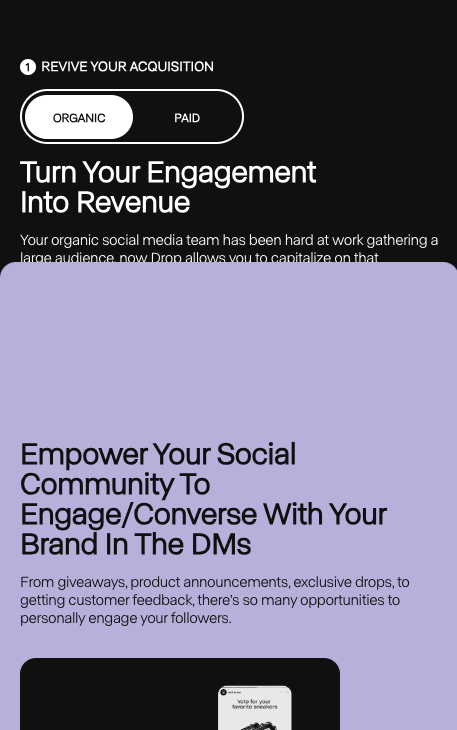 1 REVIVE YOUR ACQUISITION
ORGANIC PAID
Turn Your Engagement
Into Revenue
Your organic social media team has been hard at work gathering a
large audience, now Drop allows you to capitalize on that
Empower Your Social
Community To
Engage/Converse With Your
Brand In The DMs
From giveaways, product announcements, exclusive drops, to
getting customer feedback, there's so many opportunities to
personally engage your followers.
Vote for your
favorite sneakers